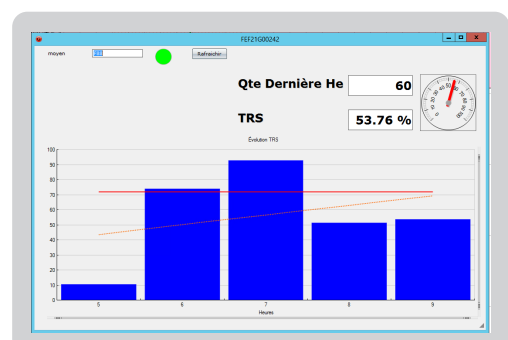 FEF21G00242
moyen
Rafraichir
Qte Dernière He 60
TRS 53.76 %
Évolution TRS
100
90
80
70
60
50
40
30
20
10
0
5 6 7 8 9
Heures